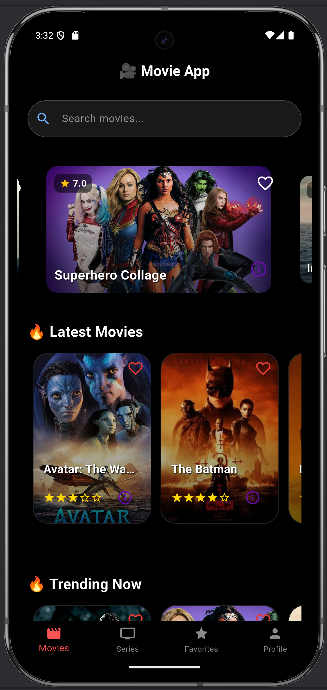 3:32
🎥 Movie App
Search movies...
7.0
Superhero Collage
🔥 Latest Movies
Avatar: The Wa...
The Batman
AVATAR
🔥 Trending Now
Movies
Series
Favorites
Profile